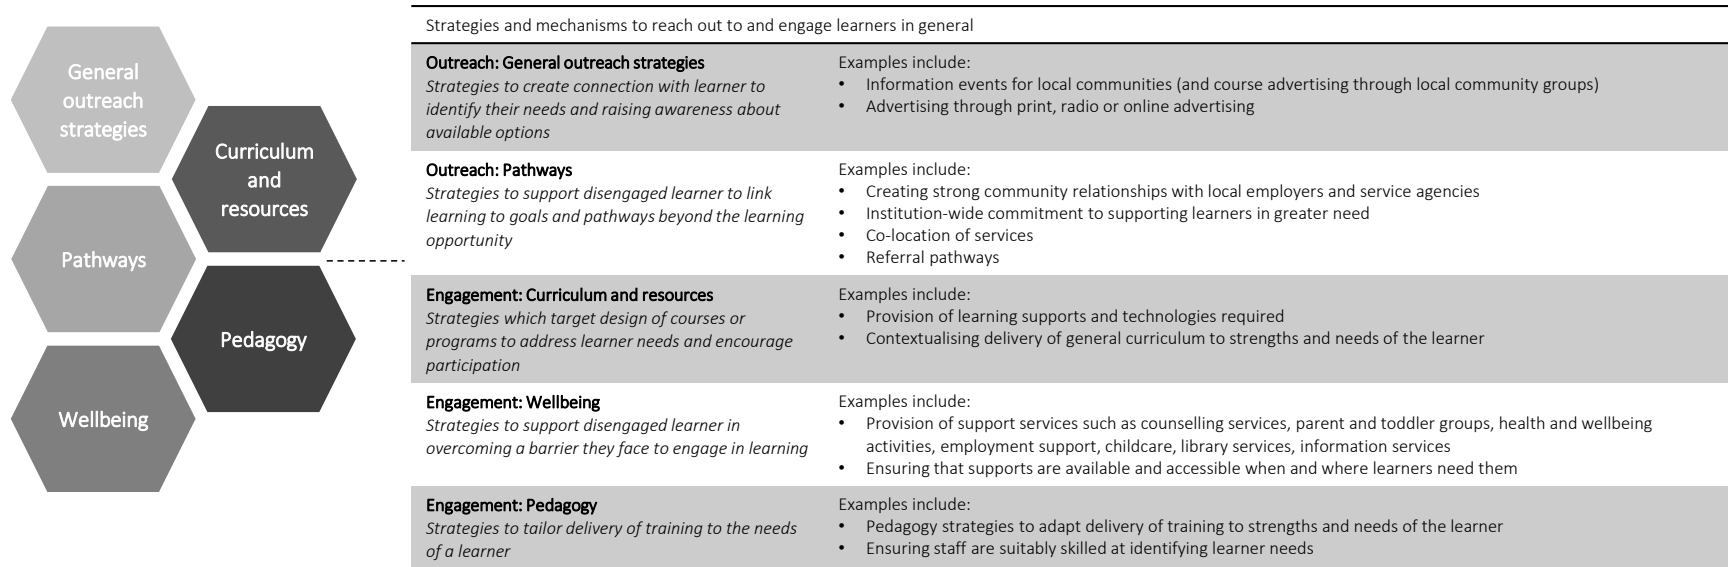 General
outreach
strategies
Curriculum
and
resources
Pathways
Pedagogy
Wellbeing
Strategies and mechanisms to reach out to and engage learners in general
Outreach: General outreach strategies
Strategies to create connection with learner to
identify their needs and raising awareness about
available options
Examples include:
• Information events for local communities (and course advertising through local community groups)
• Advertising through print, radio or online advertising
Outreach: Pathways
Strategies to support disengaged learner to link
learning to goals and pathways beyond the learning
opportunity
Examples include:
• Creating strong community relationships with local employers and service agencies
• Institution-wide commitment to supporting learners in greater need
• Co-location of services
• Referral pathways
Engagement: Curriculum and resources
Strategies which target design of courses or
programs to address learner needs and encourage
participation
Examples include:
• Provision of learning supports and technologies required
• Contextualising delivery of general curriculum to strengths and needs of the learner
Engagement: Wellbeing
Strategies to support disengaged learner in
overcoming a barrier they face to engage in learning
Examples include:
• Provision of support services such as counselling services, parent and toddler groups, health and wellbeing
activities, employment support, childcare, library services, information services
• Ensuring that supports are available and accessible when and where learners need them
Engagement: Pedagogy
Strategies to tailor delivery of training to the needs
of a learner
Examples include:
• Pedagogy strategies to adapt delivery of training to strengths and needs of the learner
• Ensuring staff are suitably skilled at identifying learner needs